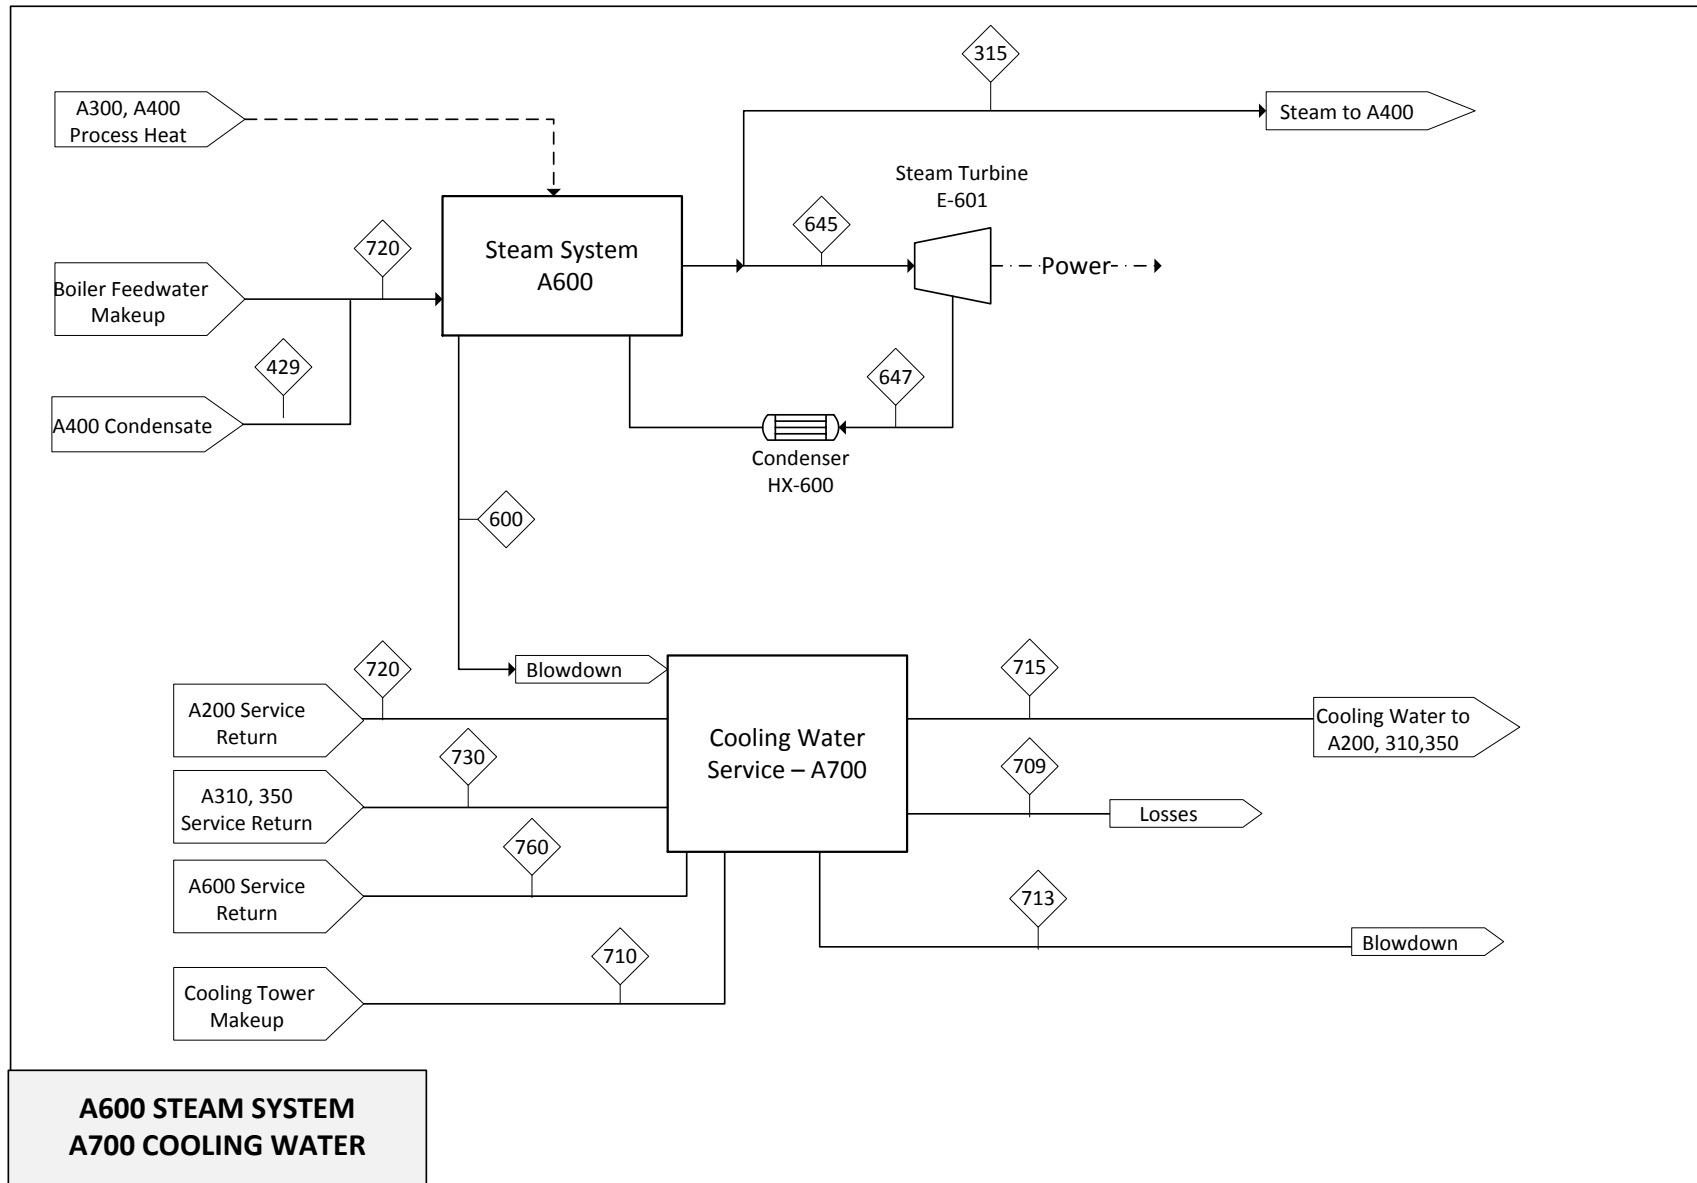 315
A300, A400
Process Heat
Steam to A400
Steam Turbine
E-601
720
645
Steam System
A600
Power
Boiler Feedwater
Makeup
429
647
A400 Condensate
Condenser
HX-600
600
Blowdown
720
715
A200 Service
Return
Cooling Water to
A200, 310,350
Cooling Water
Service – A700
730
709
A310, 350
Service Return
Losses
760
A600 Service
Return
713
Blowdown
710
Cooling Tower
Makeup
A600 STEAM SYSTEM
A700 COOLING WATER